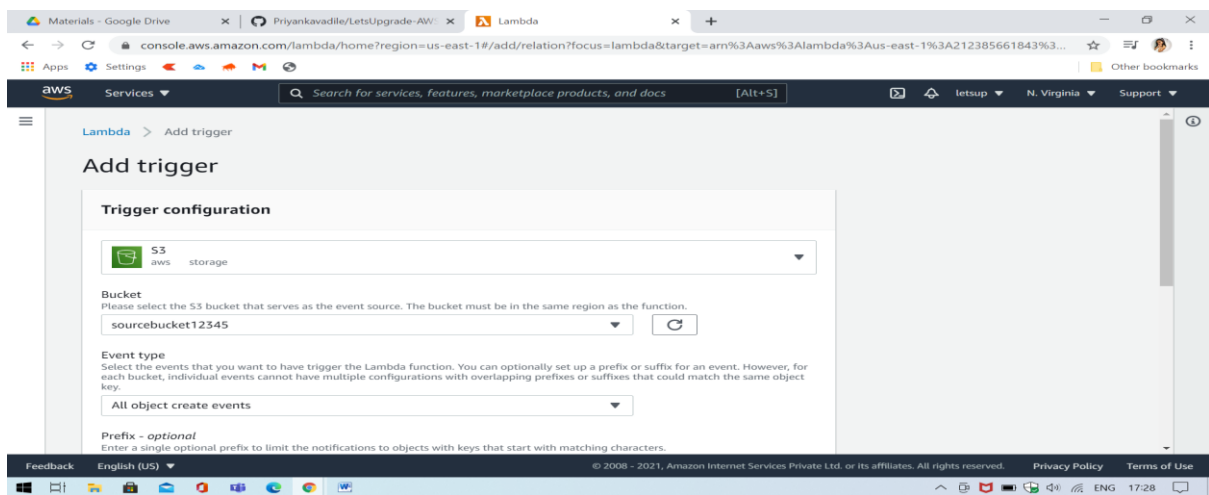 Materials - Google Drive
Priyankavadile/LetsUpgrade-AW
Lambda
console.aws.amazon.com/lambda/home?region=us-east-1#/add/relation?focus=lambda&target=arn%3Aaws%3Alambda%3Aus-east-1%3A212385661843%3...
Apps Settings Other bookmarks
aws Services Search for services, features, marketplace products, and docs [Alt+S] letsup N. Virginia Support
Lambda > Add trigger
Add trigger
Trigger configuration
S3
aws storage
Bucket
Please select the S3 bucket that serves as the event source. The bucket must be in the same region as the function.
sourcebucket12345
Event type
Select the events that you want to have trigger the Lambda function. You can optionally set up a prefix or suffix for an event. However, for
each bucket, individual events cannot have multiple configurations with overlapping prefixes or suffixes that could match the same object
key.
All object create events
Prefix - optional
Enter a single optional prefix to limit the notifications to objects with keys that start with matching characters.
Feedback English (US) © 2008 - 2021, Amazon Internet Services Private Ltd. or its affiliates. All rights reserved. Privacy Policy Terms of Use
ENG 17:28